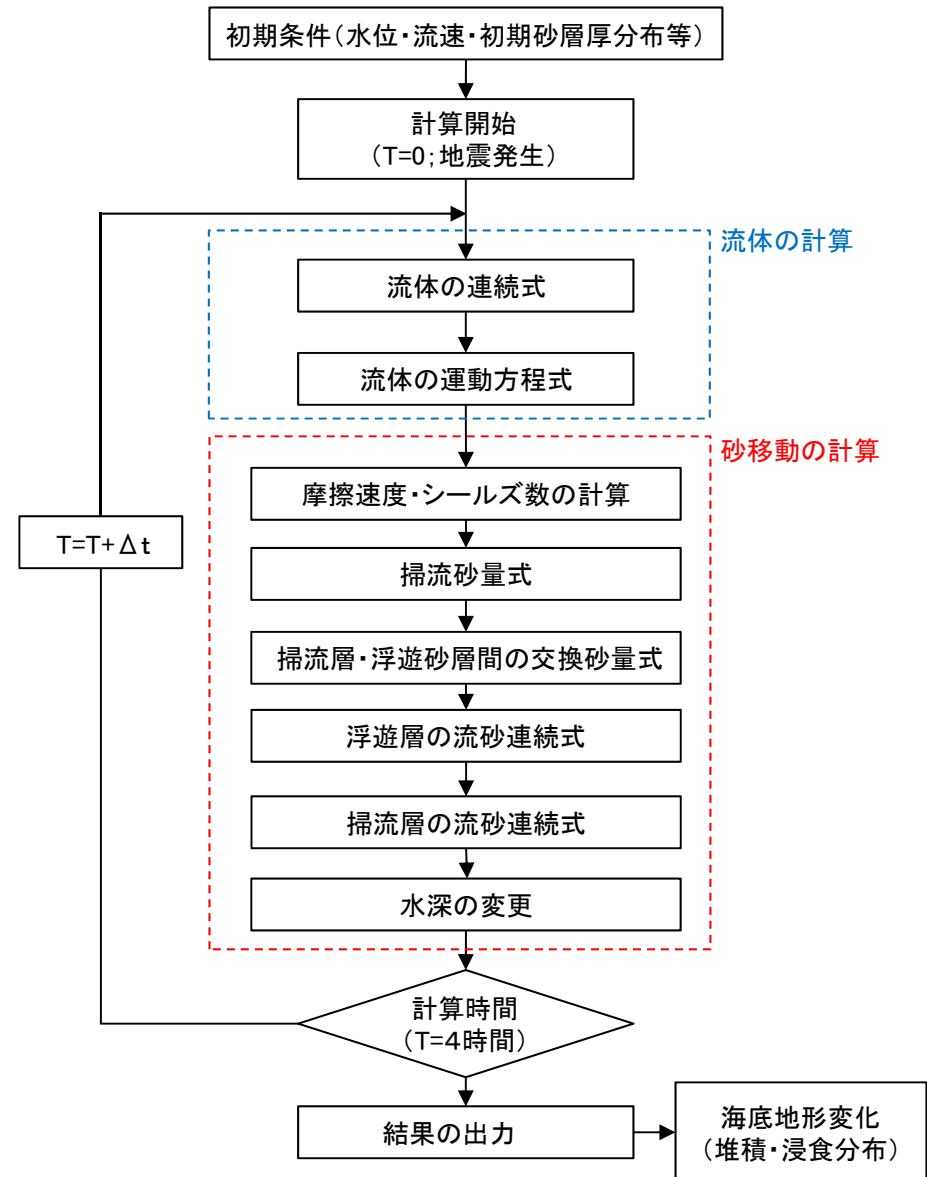 初期条件(水位・流速・初期砂層厚分布等)
計算開始
(T=0;地震発生)
流体の計算
流体の連続式
流体の運動方程式
砂移動の計算
摩擦速度・シールズ数の計算
T=T+Δt
掃流砂量式
掃流層・浮遊砂層間の交換砂量式
浮遊層の流砂連続式
掃流層の流砂連続式
水深の変更
計算時間
(T=4時間)
結果の出力
海底地形変化
(堆積・浸食分布)